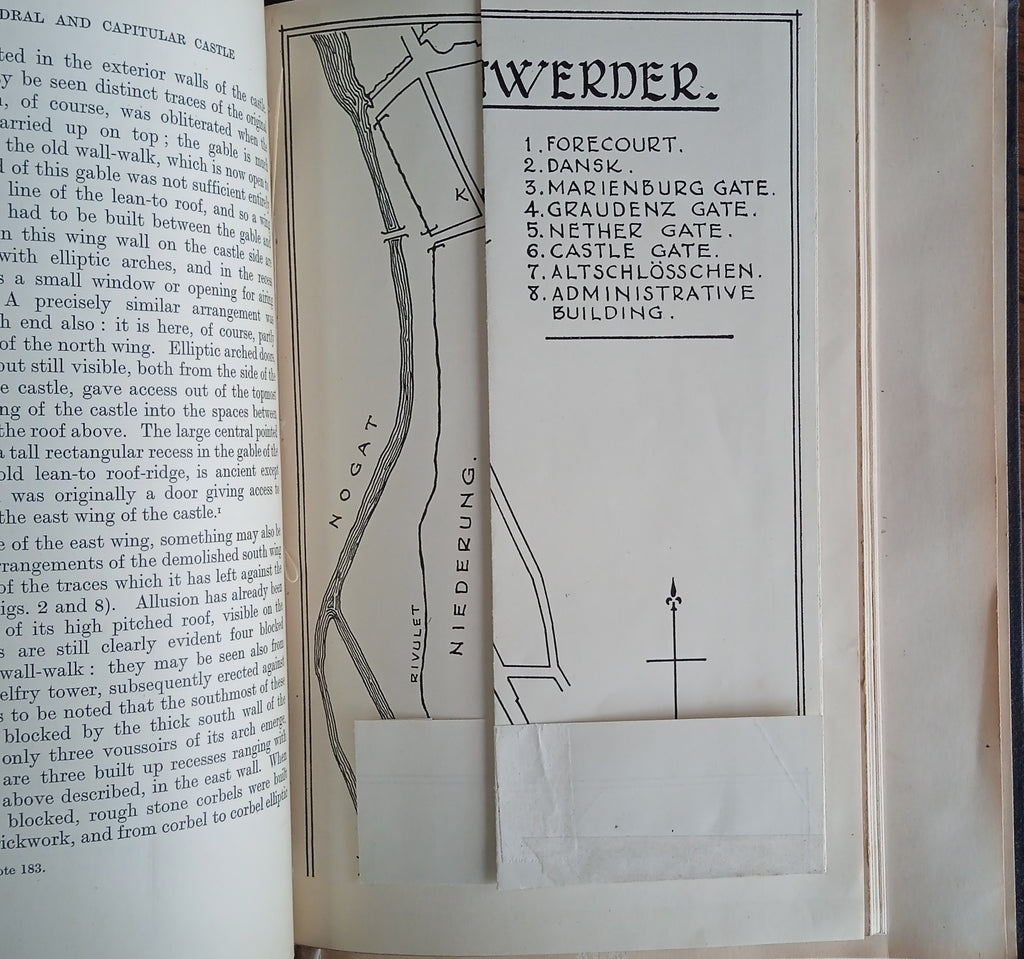 DRAL AND CAPITULAR CASTLE
ted in the exterior walls of the castle
y be seen distinct traces of the original
, of course, was obliterated when the
arried up on top; the gable is much
the old wall-walk, which is now open to
d of this gable was not sufficient entirely
line of the lean-to roof, and so a wing
had to be built between the gable and
n this wing wall on the castle side are
with elliptic arches, and in the recess
s a small window or opening for airing
A precisely similar arrangement was
h end also: it is here, of course, partly
of the north wing. Elliptic arched doors,
out still visible, both from the side of the
e castle, gave access out of the topmost
ng of the castle into the spaces between
the roof above. The large central pointed
a tall rectangular recess in the gable of the
old lean-to roof-ridge, is ancient except
was originally a door giving access to
the east wing of the castle.¹
e of the east wing, something may also be
rrangements of the demolished south wing
of the traces which it has left against the
igs. 2 and 8). Allusion has already been
of its high pitched roof, visible on the
s are still clearly evident four blocked
wall-walk: they may be seen also from
elfry tower, subsequently erected against
s to be noted that the southmost of these
blocked by the thick south wall of the
only three voussoirs of its arch emerge.
are three built up recesses ranging with
above described, in the east wall. When
blocked, rough stone corbels were built
ickwork, and from corbel to corbel elliptic
ote 183.
WERDER.
1. FORECOURT.
2. DANSK.
3. MARIENBURG GATE.
4. GRAUDENZ GATE.
5. NETHER GATE.
6. CASTLE GATE.
7. ALTSCHLÖSSCHEN.
8. ADMINISTRATIVE
BUILDING.
K
NOGAT
NIEDERUNG.
RIVULET